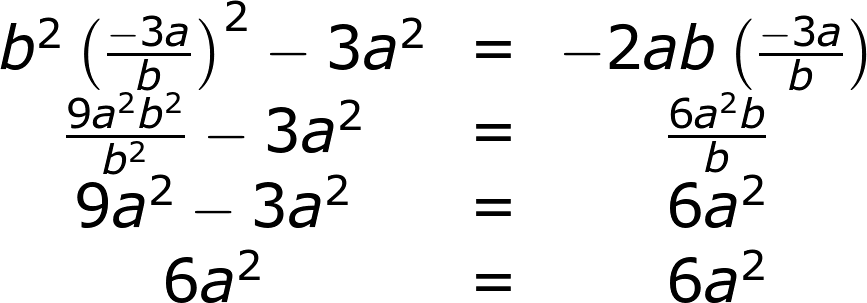 b² (−3a/b)² − 3a² = −2ab (−3a/b)
9a²b²/b² − 3a² = 6a²b/b
9a² − 3a² = 6a²
6a² = 6a²